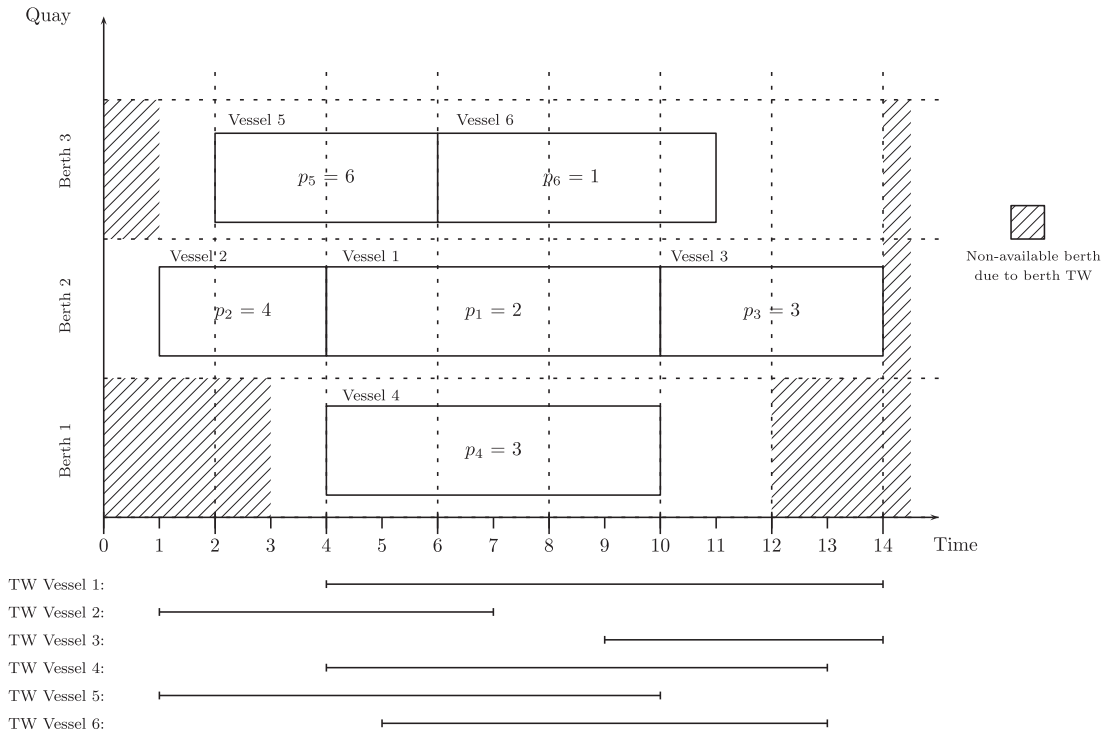 Quay
Vessel 5
Vessel 6
Berth 3
p5 = 6
p6 = 1
Non-available berth
due to berth TW
Vessel 2
Vessel 1
Vessel 3
Berth 2
p2 = 4
p1 = 2
p3 = 3
Vessel 4
Berth 1
p4 = 3
0 1 2 3 4 5 6 7 8 9 10 11 12 13 14 Time
TW Vessel 1:
TW Vessel 2:
TW Vessel 3:
TW Vessel 4:
TW Vessel 5:
TW Vessel 6: